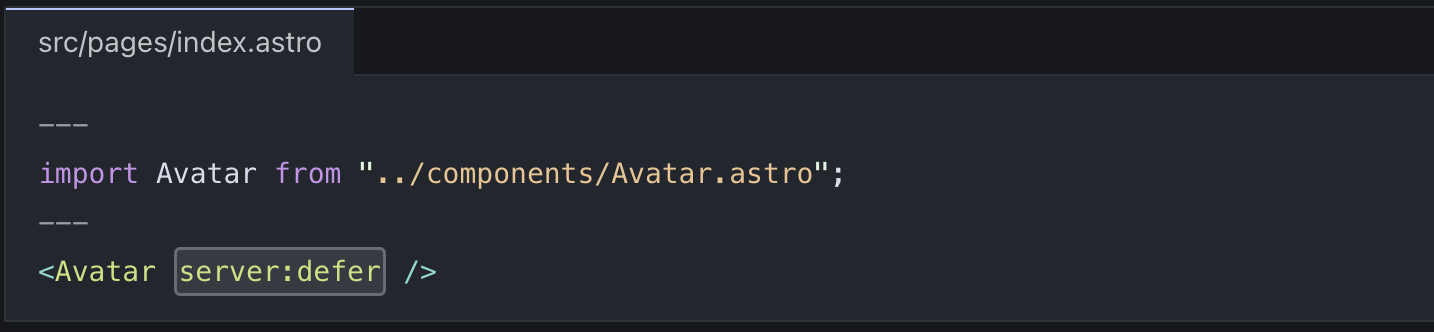 src/pages/index.astro
---
import Avatar from "../components/Avatar.astro";
---
<Avatar server:defer />